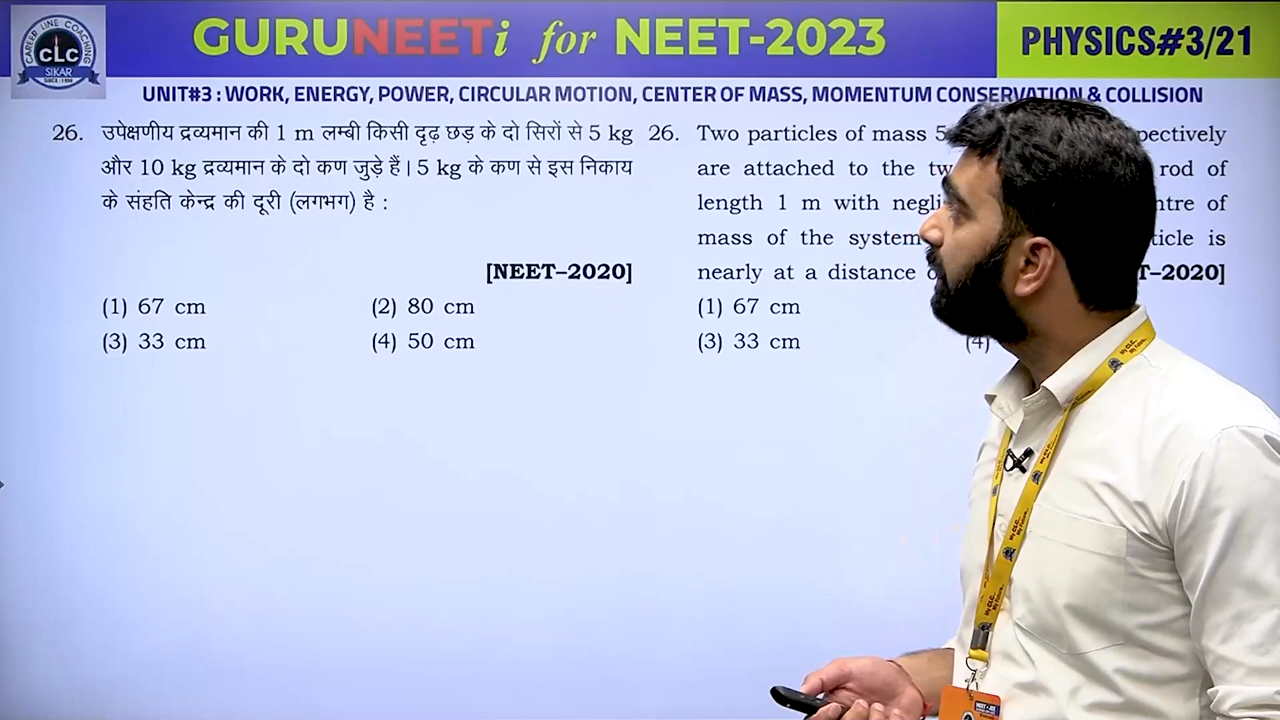 CAREER LINE COACHING
CLC
SIKAR
GURUNEETi for NEET-2023
PHYSICS#3/21
UNIT#3 : WORK, ENERGY, POWER, CIRCULAR MOTION, CENTER OF MASS, MOMENTUM CONSERVATION & COLLISION
26. उपेक्षणीय द्रव्यमान की 1 m लम्बी किसी दृढ़ छड़ के दो सिरों से 5 kg
और 10 kg द्रव्यमान के दो कण जुड़े हैं। 5 kg के कण से इस निकाय
के संहति केन्द्र की दूरी (लगभग) है :
[NEET–2020]
(1) 67 cm (2) 80 cm
(3) 33 cm (4) 50 cm
26. Two particles of mass 5 pectively
are attached to the tw rod of
length 1 m with negli ntre of
mass of the system ticle is
nearly at a distance o T–2020]
(1) 67 cm
(3) 33 cm (4)